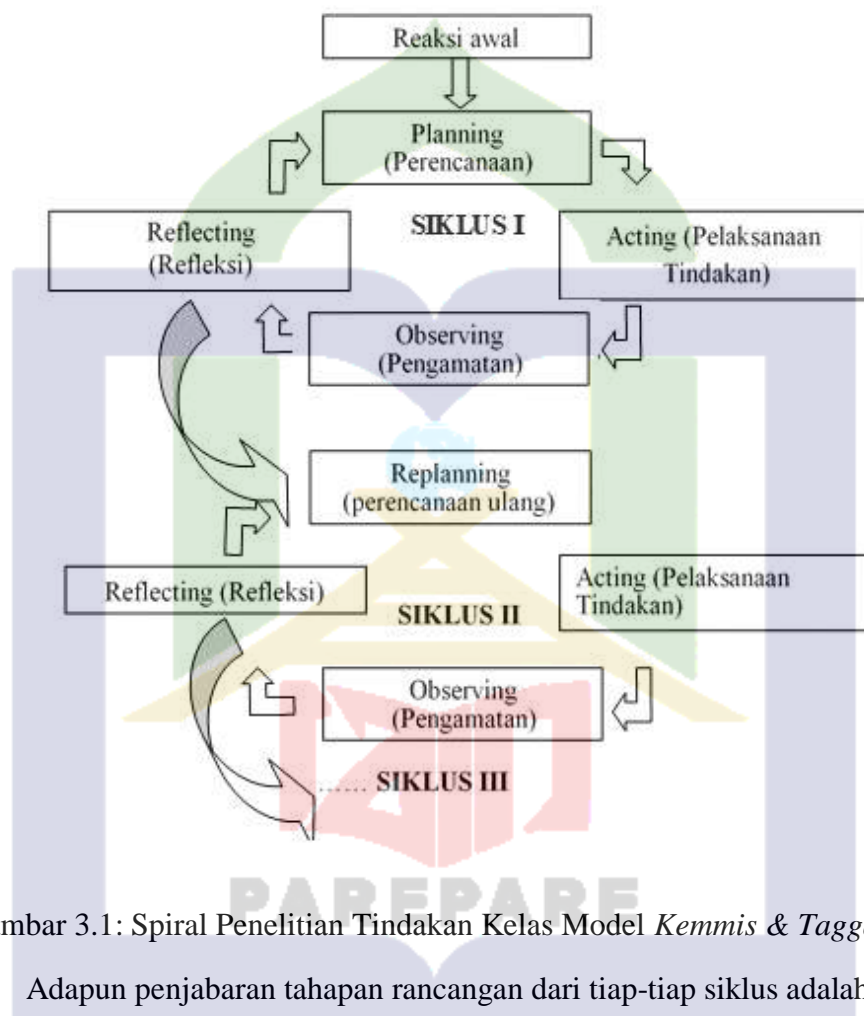 Reaksi awal
Planning
(Perencanaan)
SIKLUS I
Reflecting
(Refleksi)
Acting (Pelaksanaan
Tindakan)
Observing
(Pengamatan)
Replanning
(perencanaan ulang)
Reflecting (Refleksi)
Acting (Pelaksanaan
Tindakan)
SIKLUS II
Observing
(Pengamatan)
...... SIKLUS III
PAREPARE
mbar 3.1: Spiral Penelitian Tindakan Kelas Model Kemmis & Tagg
Adapun penjabaran tahapan rancangan dari tiap-tiap siklus adalah